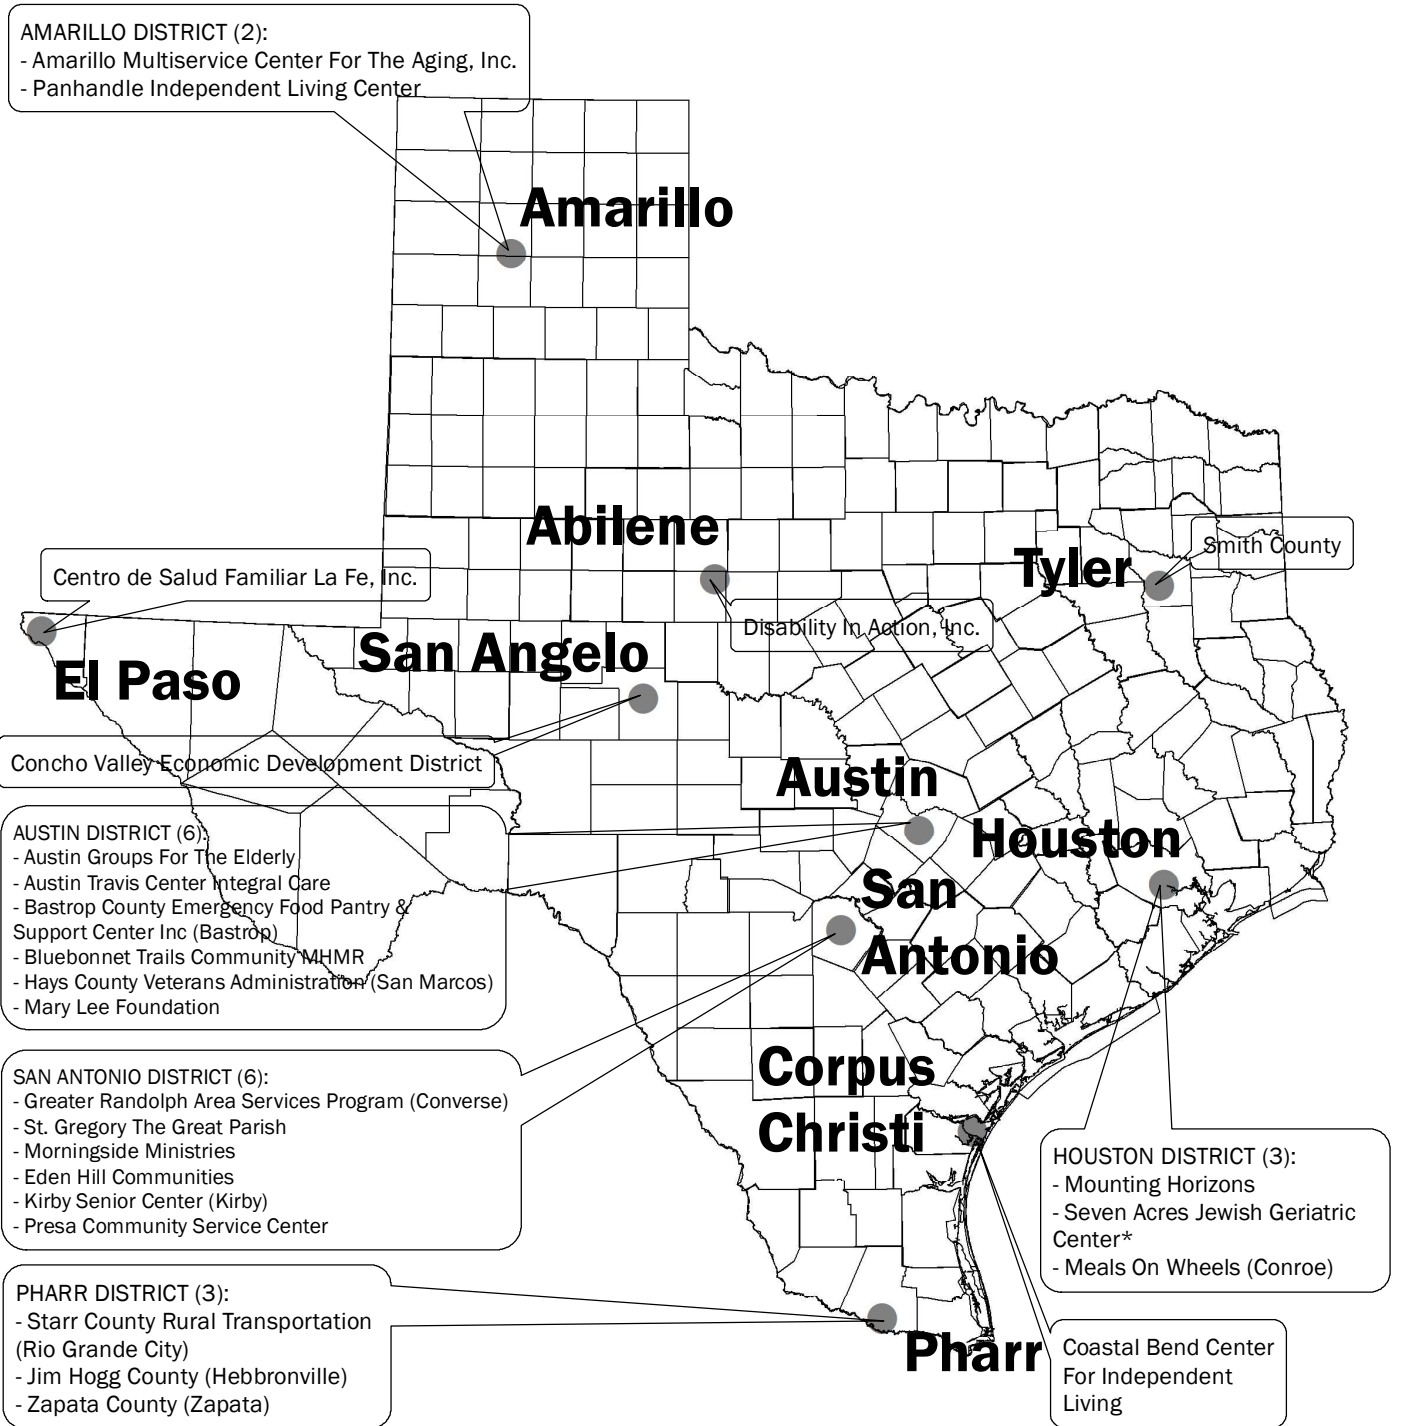 AMARILLO DISTRICT (2):
- Amarillo Multiservice Center For The Aging, Inc.
- Panhandle Independent Living Center
Amarillo
Abilene
Smith County
Tyler
Centro de Salud Familiar La Fe, Inc.
Disability In Action, Inc.
San Angelo
El Paso
Concho Valley Economic Development District
Austin
AUSTIN DISTRICT (6):
- Austin Groups For The Elderly
- Austin Travis Center Integral Care
- Bastrop County Emergency Food Pantry &
Support Center Inc (Bastrop)
- Bluebonnet Trails Community MHMR
- Hays County Veterans Administration (San Marcos)
- Mary Lee Foundation
Houston
San
Antonio
SAN ANTONIO DISTRICT (6):
- Greater Randolph Area Services Program (Converse)
- St. Gregory The Great Parish
- Morningside Ministries
- Eden Hill Communities
- Kirby Senior Center (Kirby)
- Presa Community Service Center
Corpus
Christi
HOUSTON DISTRICT (3):
- Mounting Horizons
- Seven Acres Jewish Geriatric
Center*
- Meals On Wheels (Conroe)
PHARR DISTRICT (3):
- Starr County Rural Transportation
(Rio Grande City)
- Jim Hogg County (Hebbronville)
- Zapata County (Zapata)
Pharr
Coastal Bend Center
For Independent
Living